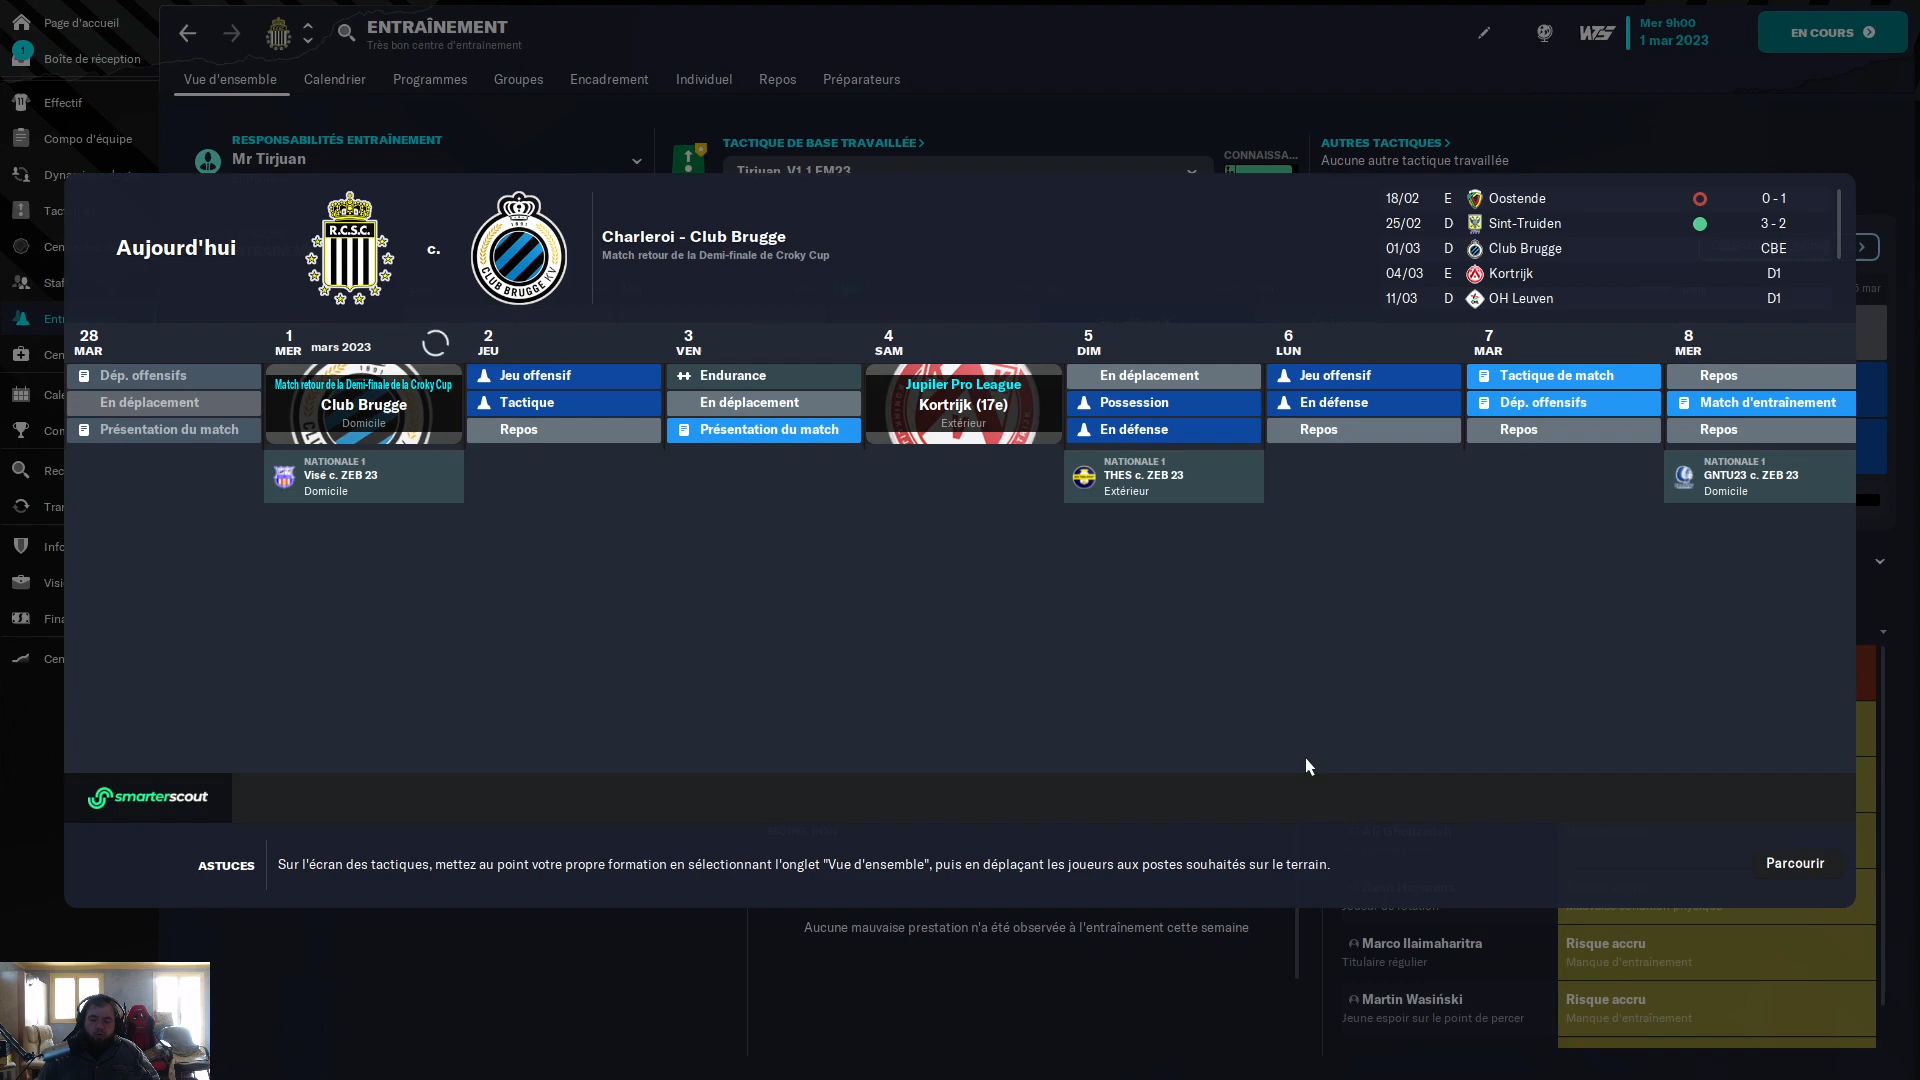 Page d'accueil
1
Boîte de réception
Effectif
Compo d'équipe
ENTRAÎNEMENT
Très bon centre d'entraînement
Mer 9h00
1 mar 2023
EN COURS
Vue d'ensemble
Calendrier
Programmes
Groupes
Encadrement
Individuel
Repos
Préparateurs
RESPONSABILITÉS ENTRAÎNEMENT
Mr Tirjuan
TACTIQUE DE BASE TRAVAILLÉE
Tirjuan V1.1 FM23
CONNAISSA...
AUTRES TACTIQUES
Aucune autre tactique travaillée
Aujourd'hui
R.C.S.C.
c.
1891
CLUB BRUGGE KV
Charleroi - Club Brugge
Match retour de la Demi-finale de Croky Cup
18/02 E Oostende 0 - 1
25/02 D Sint-Truiden 3 - 2
01/03 D Club Brugge CBE
04/03 E Kortrijk D1
11/03 D OH Leuven D1
28
MAR
Dép. offensifs
En déplacement
Présentation du match
1
MER mars 2023
Match retour de la Demi-finale de la Croky Cup
Club Brugge
Domicile
NATIONALE 1
Visé c. ZEB 23
Domicile
2
JEU
Jeu offensif
Tactique
Repos
3
VEN
Endurance
En déplacement
Présentation du match
4
SAM
Jupiler Pro League
Kortrijk (17e)
Extérieur
5
DIM
En déplacement
Possession
En défense
NATIONALE 1
THES c. ZEB 23
Extérieur
6
LUN
Jeu offensif
En défense
Repos
7
MAR
Tactique de match
Dép. offensifs
Repos
8
MER
Repos
Match d'entraînement
Repos
NATIONALE 1
GNTU23 c. ZEB 23
Domicile
smarterscout
ASTUCES
Sur l'écran des tactiques, mettez au point votre propre formation en sélectionnant l'onglet "Vue d'ensemble", puis en déplaçant les joueurs aux postes souhaités sur le terrain.
Parcourir
Aucune mauvaise prestation n'a été observée à l'entraînement cette semaine
Marco Ilaimaharitra
Titulaire régulier
Risque accru
Manque d'entraînement
Martin Wasiński
Jeune espoir sur le point de percer
Risque accru
Manque d'entraînement